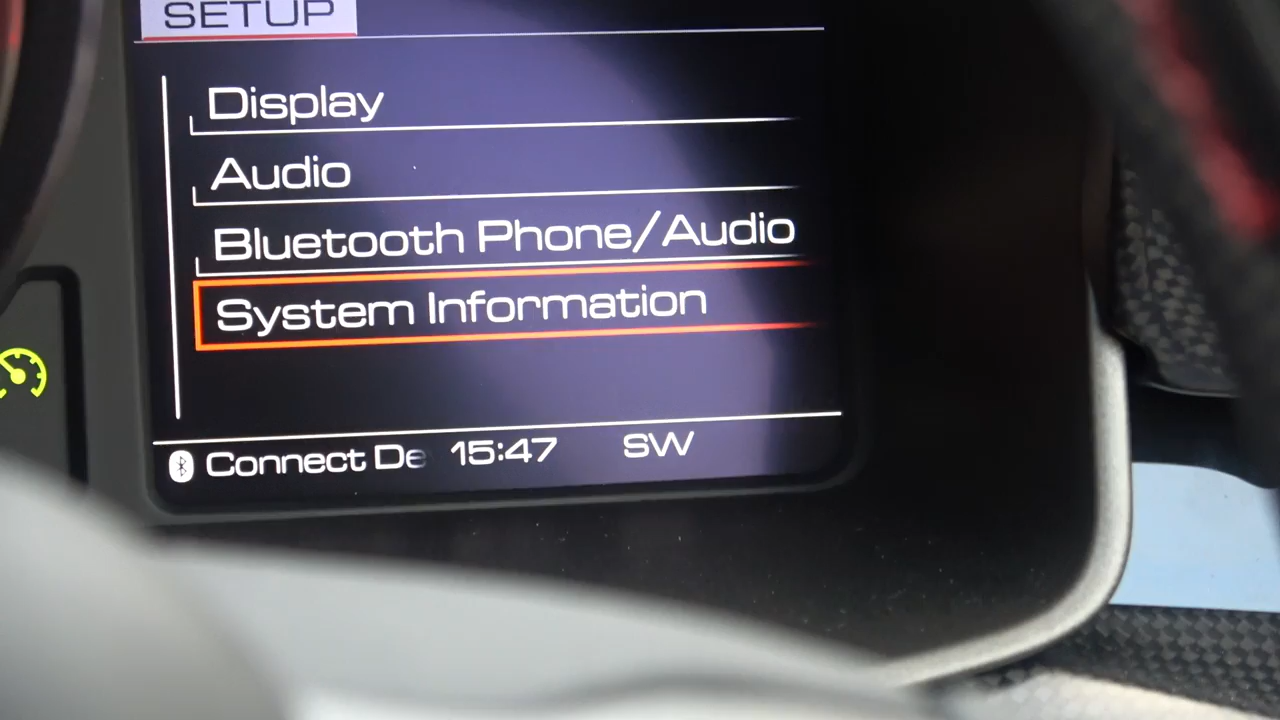 SETUP
Display
Audio
Bluetooth Phone/Audio
System Information
Connect De 15:47 SW